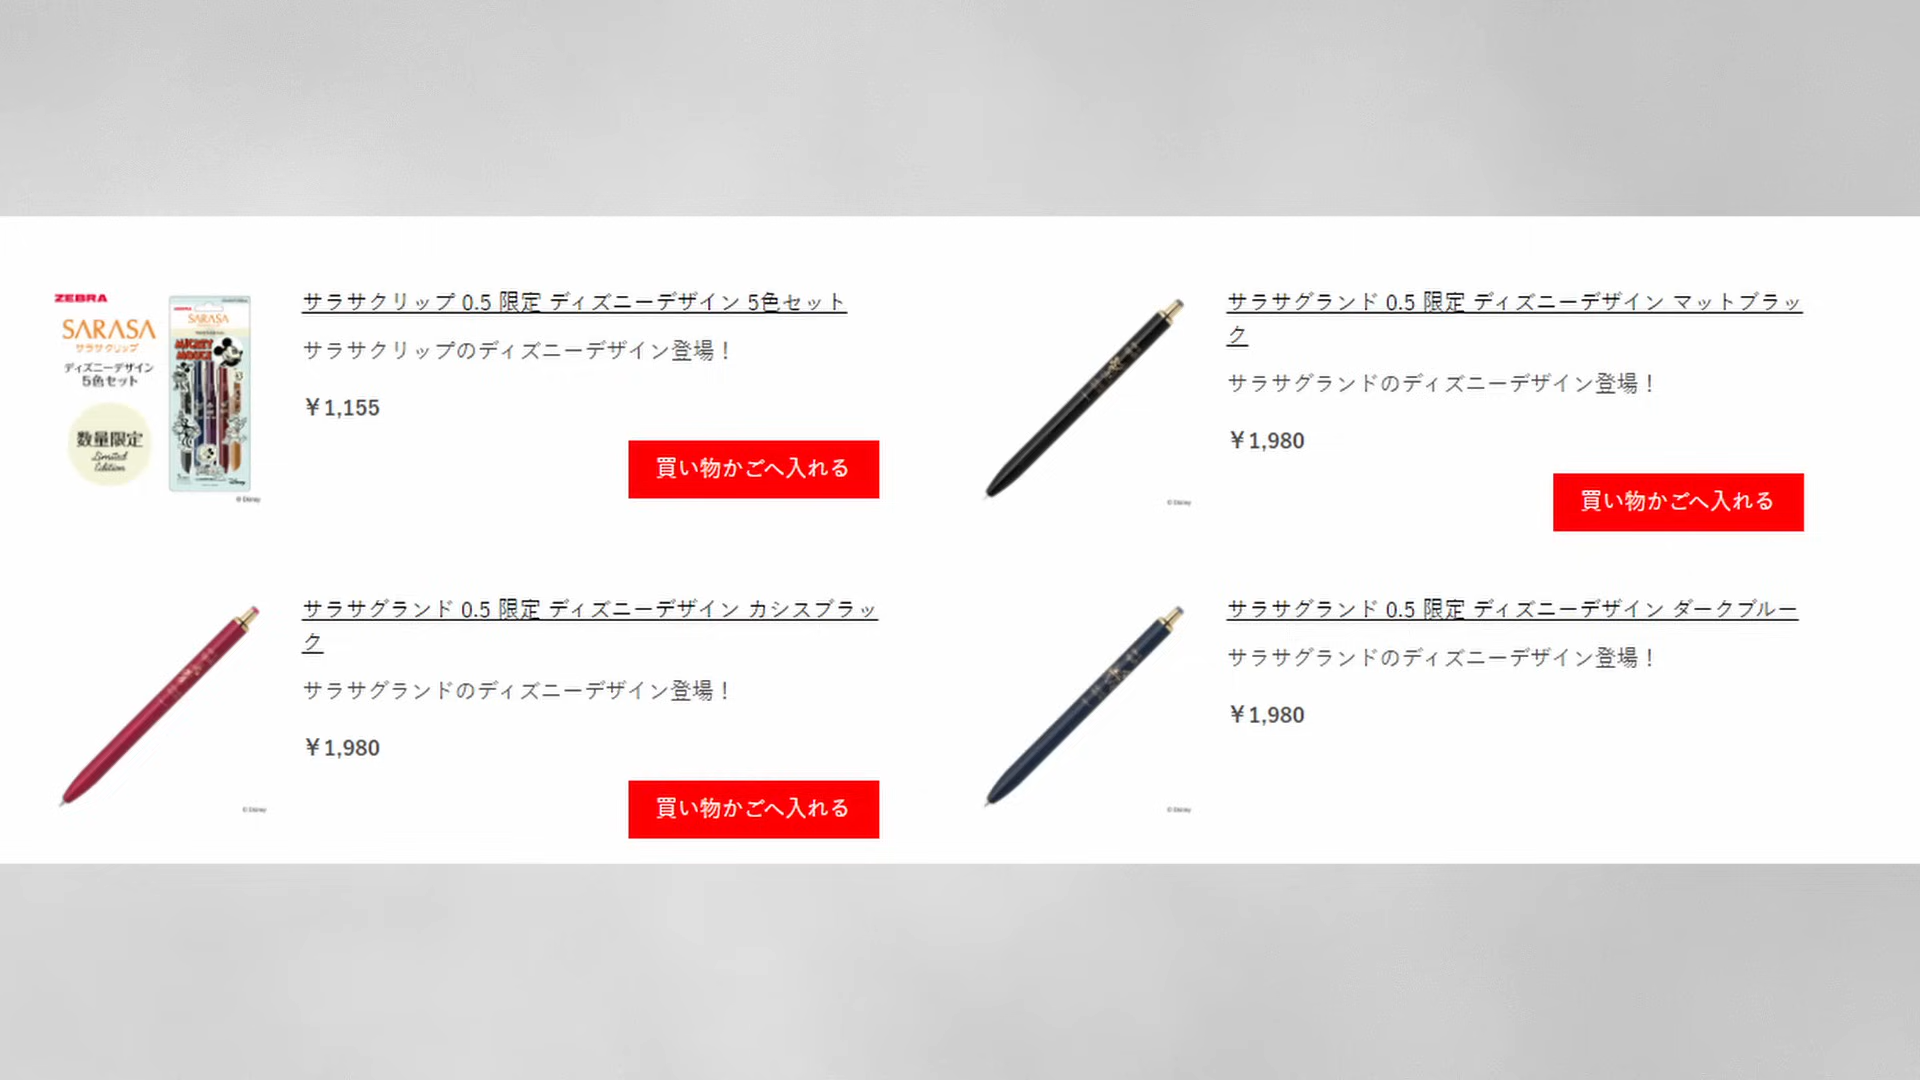 ZEBRA
SARASA
サラサクリップ
ディズニーデザイン
5色セット
数量限定
Limited
Edition
SARASA
MICKEY
MOUSE
Disney
© Disney
サラサクリップ 0.5 限定 ディズニーデザイン 5色セット
サラサクリップのディズニーデザイン登場！
￥1,155
買い物かごへ入れる
サラサグランド 0.5 限定 ディズニーデザイン マットブラッ
ク
サラサグランドのディズニーデザイン登場！
￥1,980
買い物かごへ入れる
© Disney
サラサグランド 0.5 限定 ディズニーデザイン カシスブラッ
ク
サラサグランドのディズニーデザイン登場！
￥1,980
買い物かごへ入れる
© Disney
サラサグランド 0.5 限定 ディズニーデザイン ダークブルー
サラサグランドのディズニーデザイン登場！
￥1,980
© Disney